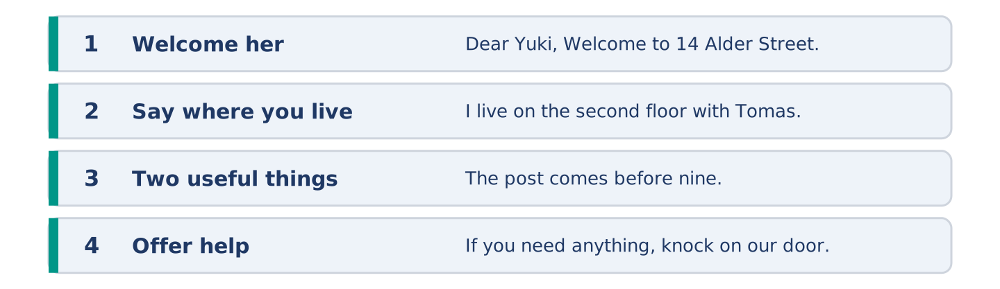 1 Welcome her Dear Yuki, Welcome to 14 Alder Street.
2 Say where you live I live on the second floor with Tomas.
3 Two useful things The post comes before nine.
4 Offer help If you need anything, knock on our door.